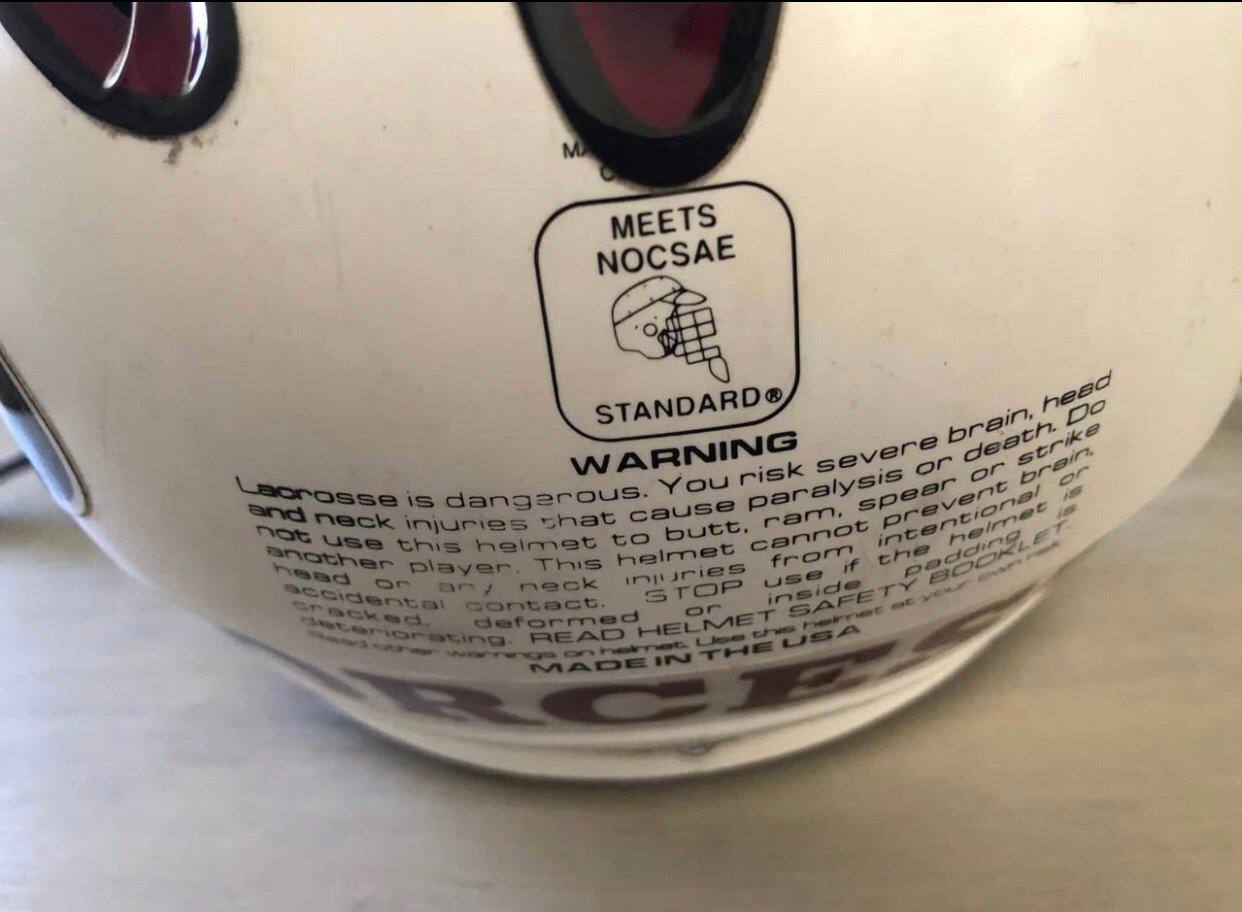 MEETS
NOCSAE
STANDARD®
WARNING
Lacrosse is dangerous. You risk severe brain, head
and neck injuries that cause paralysis or death. Do
not use this helmet to butt, ram, spear or strike
another player. This helmet cannot prevent brain,
head or any neck injuries from intentional or
accidental contact. STOP use if the helmet is
cracked, deformed or inside padding is
deteriorating. READ HELMET SAFETY BOOKLET.
Read other warnings on helmet. Use this helmet at your own risk
MADE IN THE USA